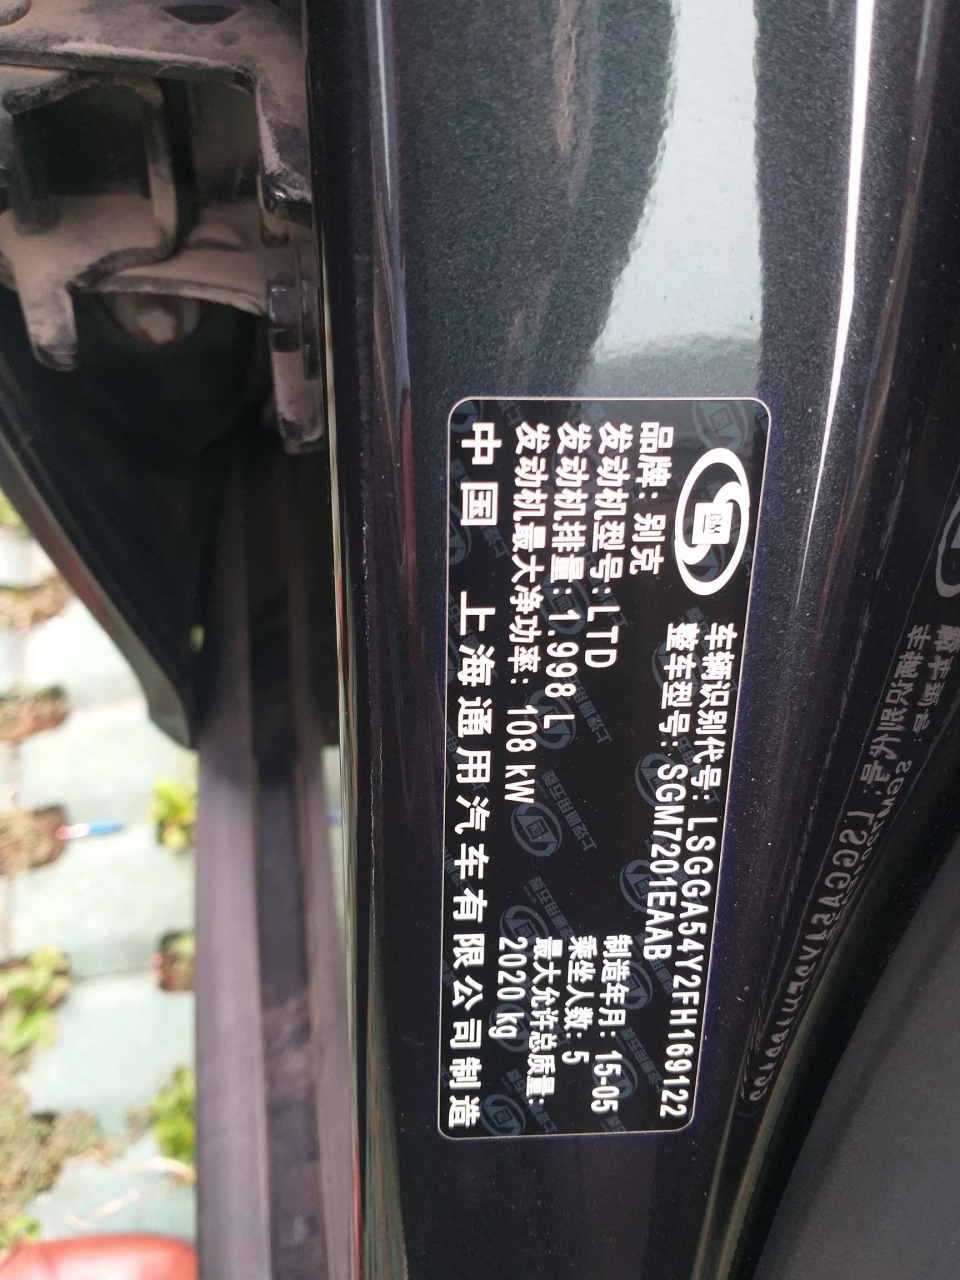 车辆识别代号: LSGGA54Y2FH169122
整车型号: SGM7201EAAB
品牌: 别克
发动机型号: LTD
制造年月: 15-05
发动机排量: 1.998 L
乘坐人数: 5
发动机最大净功率: 108 kW
最大允许总质量:
2020 kg
中国 上海通用汽车有限公司制造